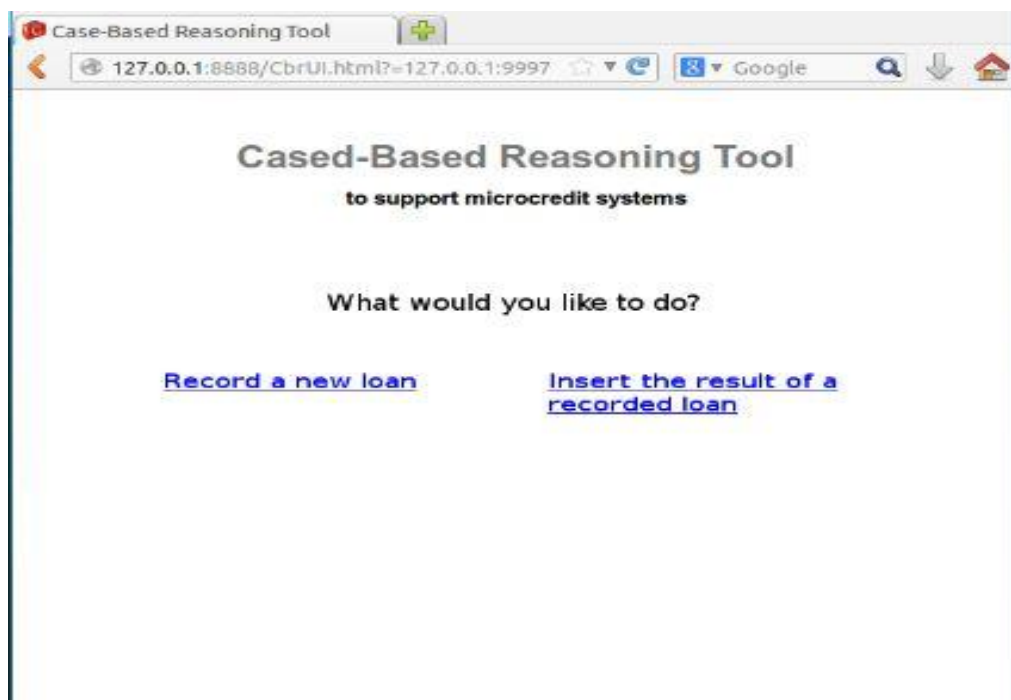 Case-Based Reasoning Tool
127.0.0.1:8888/CbrUI.html?=127.0.0.1:9997
8 Google
Cased-Based Reasoning Tool
to support microcredit systems
What would you like to do?
Record a new loan
Insert the result of a
recorded loan